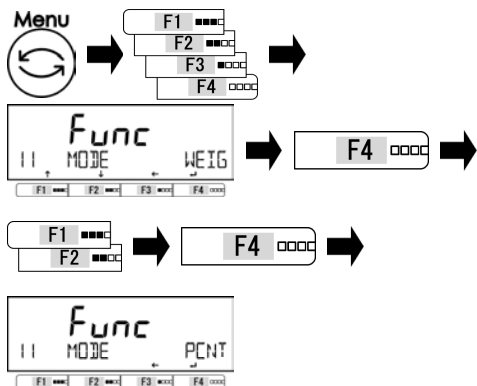 Menu
F1
F2
F3
F4
Func
11 MODE WEIG
F1 F2 F3 F4
F4
F1
F2
F4
Func
11 MODE PCNT
F1 F2 F3 F4